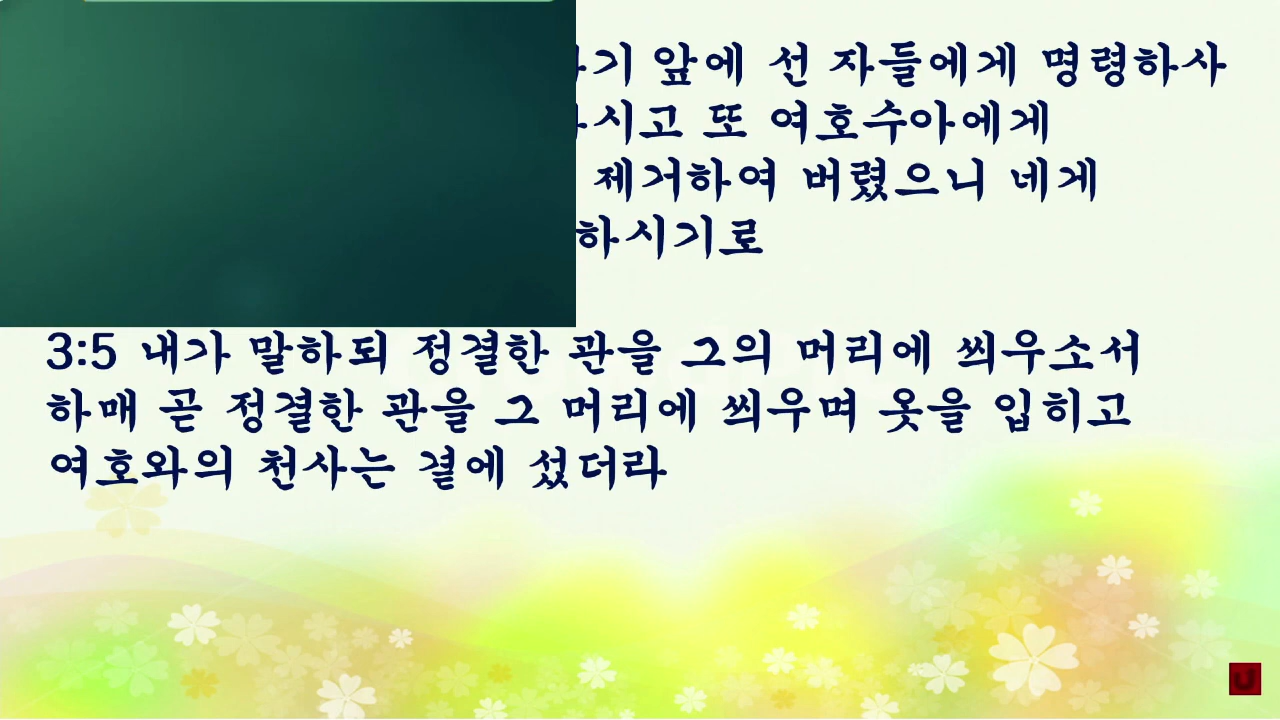 기 앞에 선 자들에게 명령하사
시고 또 여호수아에게
제거하여 버렸으니 네게
하시기로
3:5 내가 말하되 정결한 관을 그의 머리에 씌우소서
하매 곧 정결한 관을 그 머리에 씌우며 옷을 입히고
여호와의 천사는 곁에 섰더라